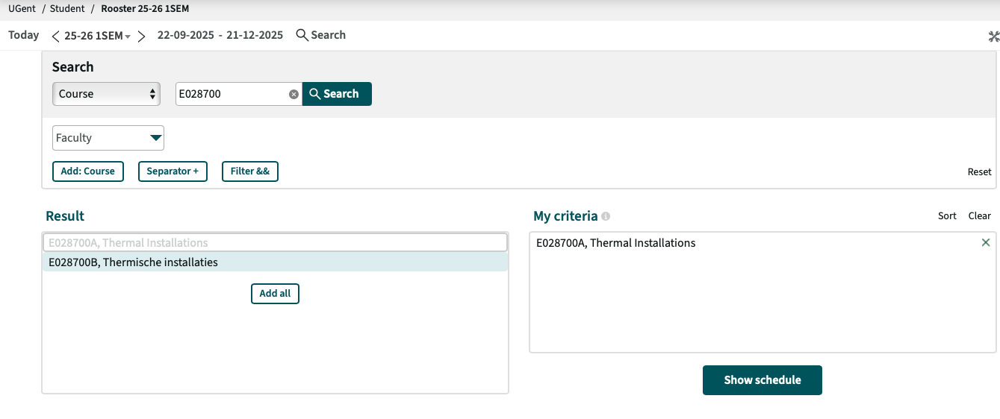 UGent / Student / Rooster 25-26 1SEM
Today 25-26 1SEM 22-09-2025 - 21-12-2025 Search
Search
Course E028700 Search
Faculty
Add: Course Separator + Filter && Reset
Result
E028700A, Thermal Installations
E028700B, Thermische installaties
Add all
My criteria Sort Clear
E028700A, Thermal Installations
Show schedule